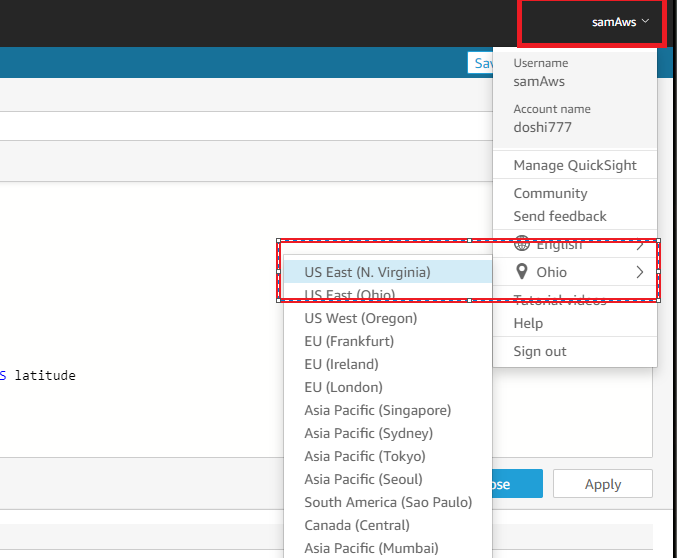 samAws
Sav
Username
samAws
Account name
doshi777
Manage QuickSight
Community
Send feedback
English
Ohio
Tutorial videos
Help
Sign out
US East (N. Virginia)
US East (Ohio)
US West (Oregon)
EU (Frankfurt)
EU (Ireland)
EU (London)
Asia Pacific (Singapore)
Asia Pacific (Sydney)
Asia Pacific (Tokyo)
Asia Pacific (Seoul)
South America (Sao Paulo)
Canada (Central)
Asia Pacific (Mumbai)
S latitude
ose
Apply